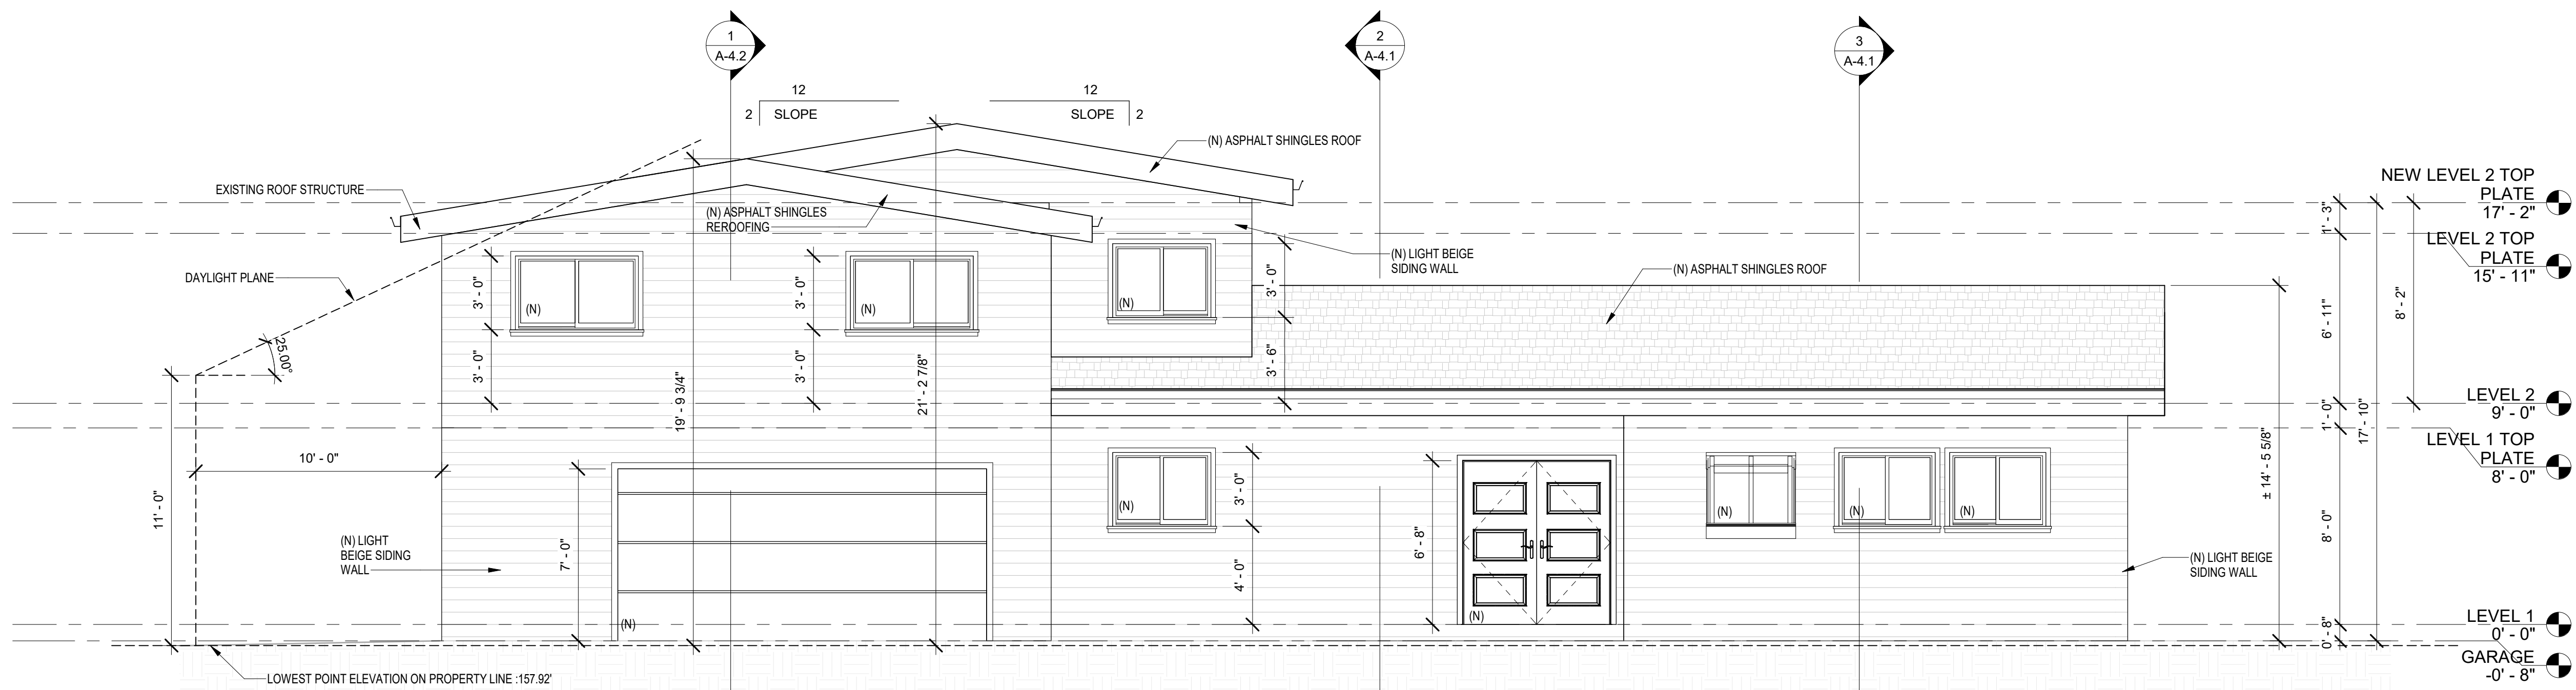 1
A-4.2
2
A-4.1
3
A-4.1
12
2 SLOPE
12
SLOPE 2
(N) ASPHALT SHINGLES ROOF
EXISTING ROOF STRUCTURE
(N) ASPHALT SHINGLES
REROOFING
(N) LIGHT BEIGE
SIDING WALL
(N) ASPHALT SHINGLES ROOF
DAYLIGHT PLANE
25.00°
3' - 0"
3' - 0"
(N)
3' - 0"
3' - 0"
(N)
(N)
3' - 0"
3' - 6"
19' - 9 3/4"
21' - 2 7/8"
10' - 0"
11' - 0"
(N) LIGHT
BEIGE SIDING
WALL
7' - 0"
(N)
(N)
3' - 0"
4' - 0"
6' - 8"
(N)
(N)
(N)
(N)
(N) LIGHT BEIGE
SIDING WALL
LOWEST POINT ELEVATION ON PROPERTY LINE :157.92'
± 14' - 5 5/8"
1' - 3"
6' - 11"
1' - 0"
8' - 0"
0' - 8"
17' - 10"
8' - 2"
NEW LEVEL 2 TOP
PLATE
17' - 2"
LEVEL 2 TOP
PLATE
15' - 11"
LEVEL 2
9' - 0"
LEVEL 1 TOP
PLATE
8' - 0"
LEVEL 1
0' - 0"
GARAGE
-0' - 8"